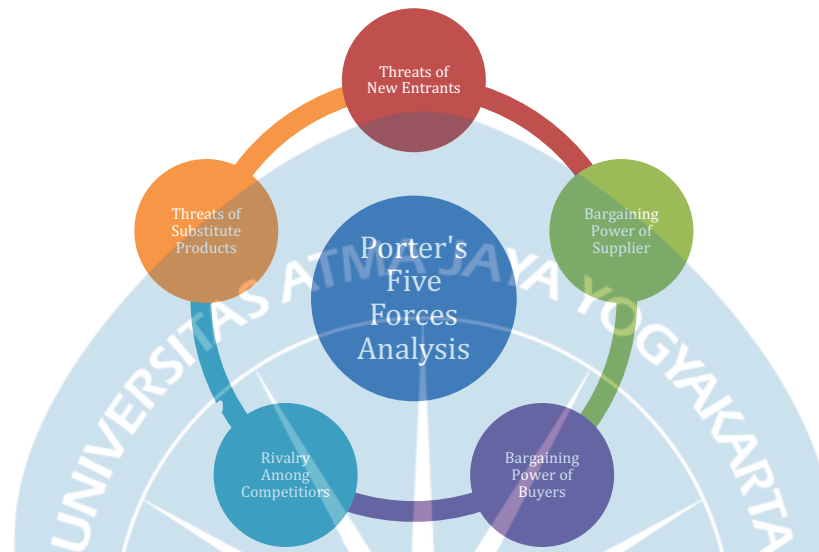 Threats of
New Entrants
Threats of
Substitute
Products
Bargaining
Power of
Supplier
Porter's
Five
Forces
Analysis
Rivalry
Among
Competitiors
Bargaining
Power of
Buyers
UNIVERSITAS ATMA JAYA YOGYAKARTA